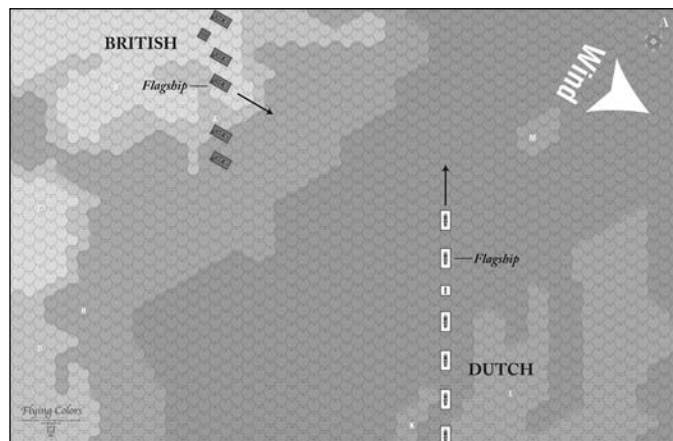 BRITISH
Flagship
A
Wind
M
Flagship
H
DUTCH
L
K
Flying Colors